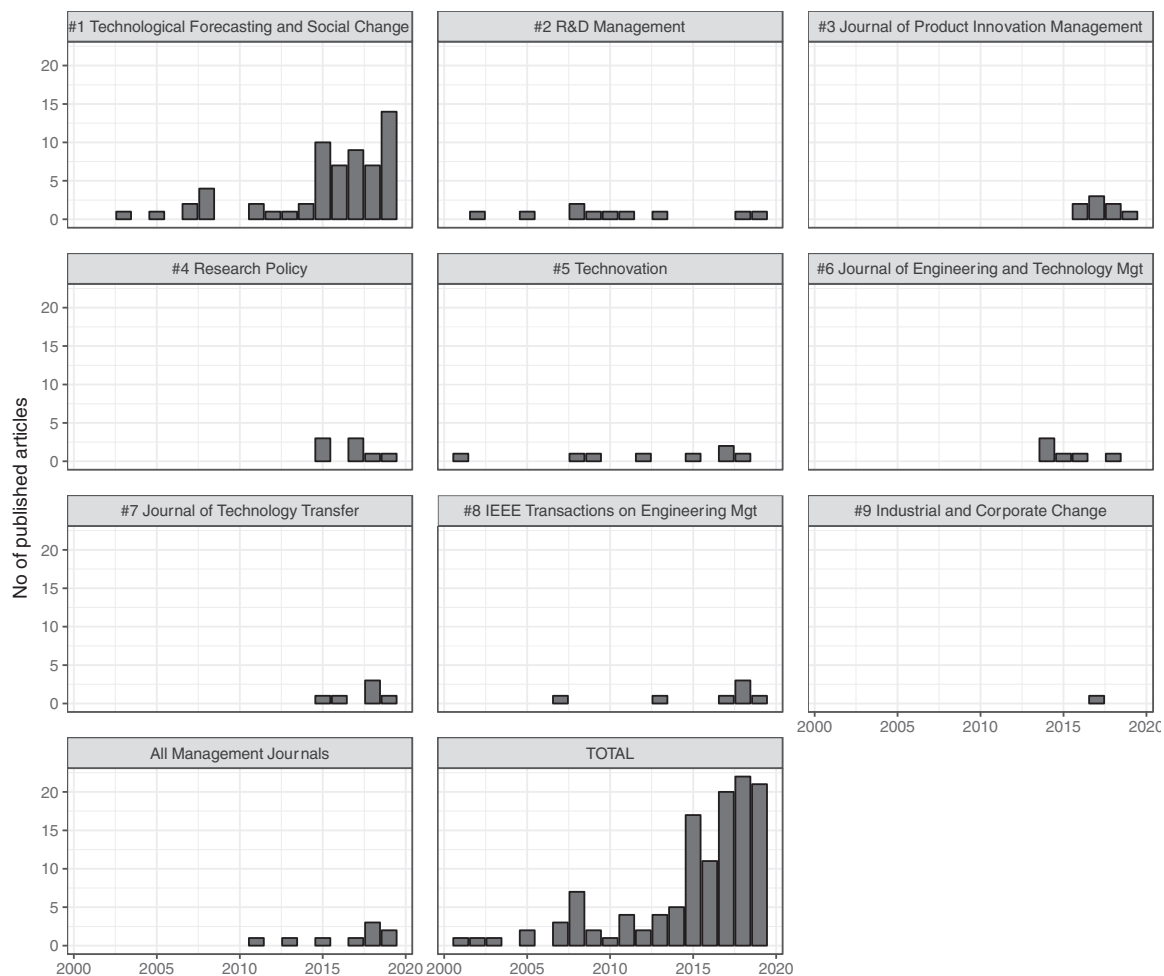 #1 Technological Forecasting and Social Change
#2 R&D Management
#3 Journal of Product Innovation Management
20
15
10
5
0
#4 Research Policy
#5 Technovation
#6 Journal of Engineering and Technology Mgt
20
15
10
5
0
No of published articles
#7 Journal of Technology Transfer
#8 IEEE Transactions on Engineering Mgt
#9 Industrial and Corporate Change
20
15
10
5
0
2000 2005 2010 2015 2020
All Management Journals
TOTAL
20
15
10
5
0
2000 2005 2010 2015 2020 2000 2005 2010 2015 2020